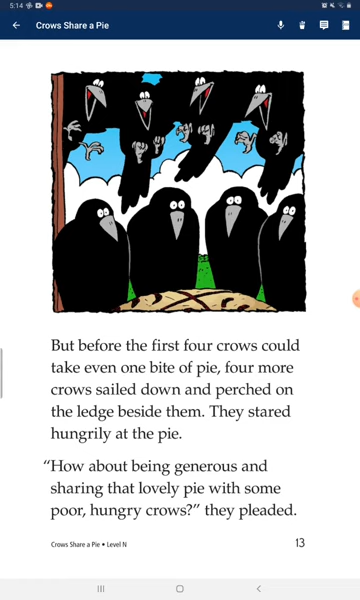 5:14
Crows Share a Pie
But before the first four crows could
take even one bite of pie, four more
crows sailed down and perched on
the ledge beside them. They stared
hungrily at the pie.
“How about being generous and
sharing that lovely pie with some
poor, hungry crows?” they pleaded.
Crows Share a Pie • Level N
13